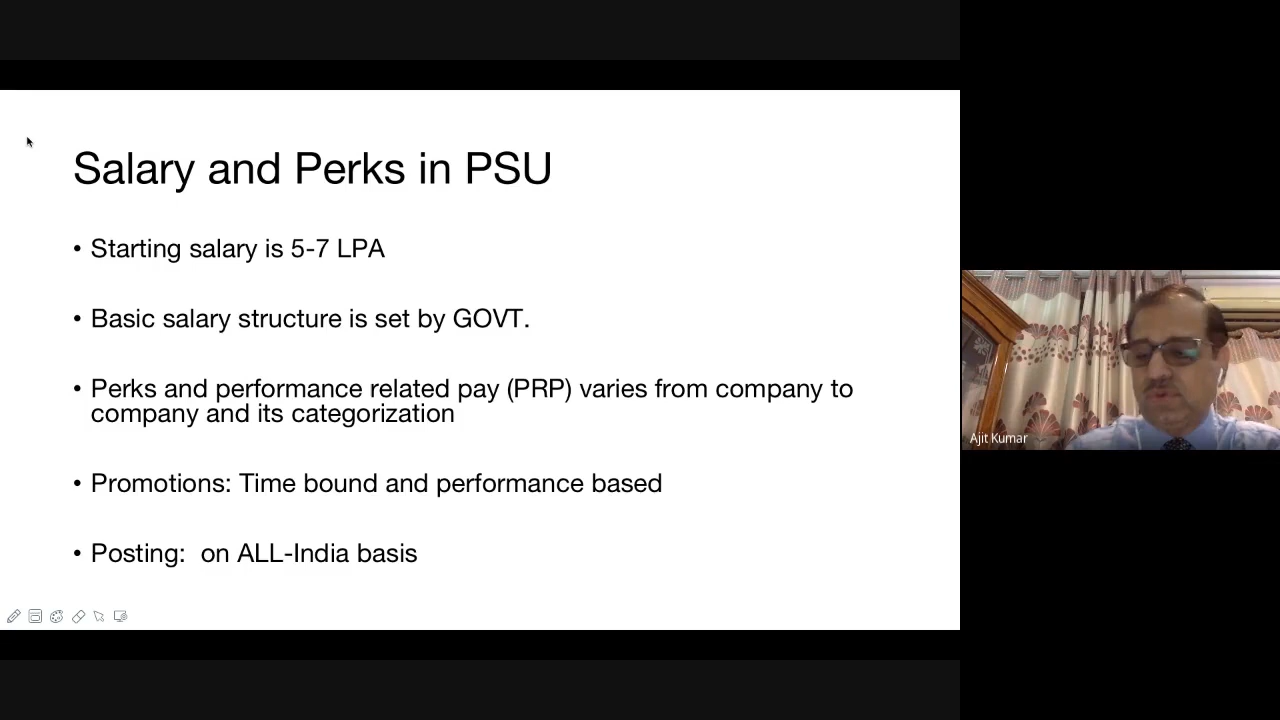 Salary and Perks in PSU
• Starting salary is 5-7 LPA
• Basic salary structure is set by GOVT.
• Perks and performance related pay (PRP) varies from company to
company and its categorization
• Promotions: Time bound and performance based
• Posting:  on ALL-India basis
Ajit Kumar